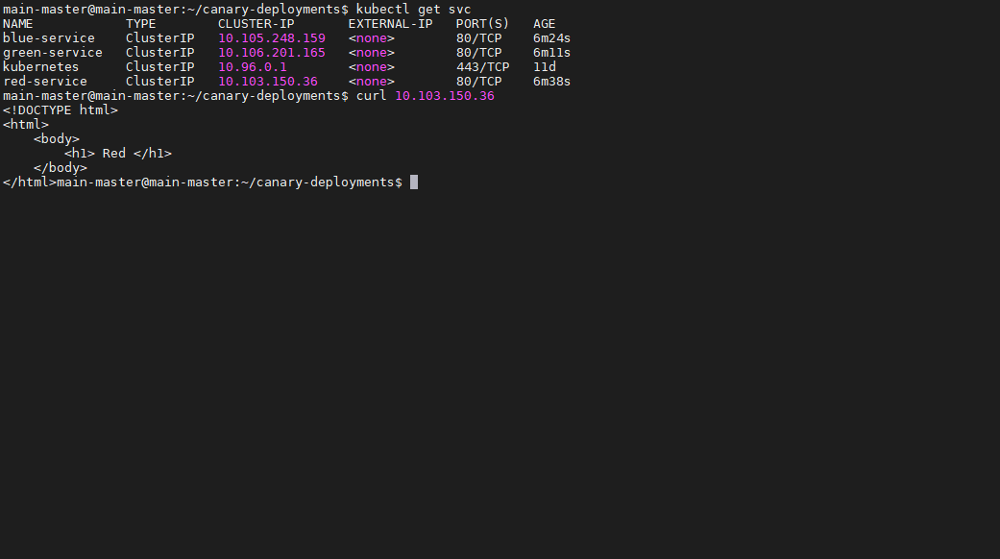 main-master@main-master:~/canary-deployments$ kubectl get svc
NAME            TYPE        CLUSTER-IP       EXTERNAL-IP   PORT(S)   AGE
blue-service    ClusterIP   10.105.248.159   <none>        80/TCP    6m24s
green-service   ClusterIP   10.106.201.165   <none>        80/TCP    6m11s
kubernetes      ClusterIP   10.96.0.1        <none>        443/TCP   11d
red-service     ClusterIP   10.103.150.36    <none>        80/TCP    6m38s
main-master@main-master:~/canary-deployments$ curl 10.103.150.36
<!DOCTYPE html>
<html>
    <body>
        <h1> Red </h1>
    </body>
</html>main-master@main-master:~/canary-deployments$